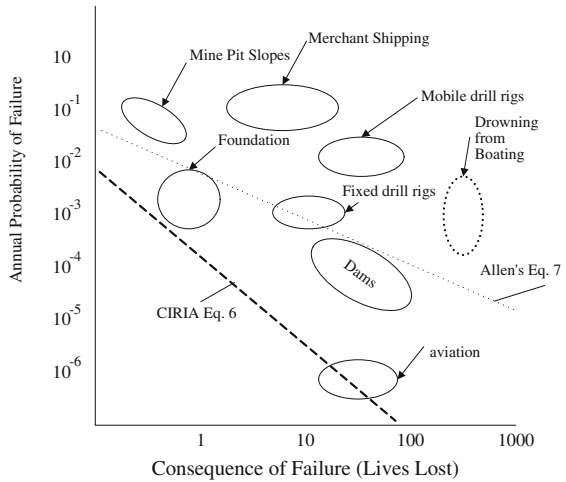 Merchant Shipping
Mine Pit Slopes
Mobile drill rigs
Drowning
from
Boating
Foundation
Fixed drill rigs
Dams
Allen's Eq. 7
CIRIA Eq. 6
aviation
Annual Probability of Failure
10
10⁻¹
10⁻²
10⁻³
10⁻⁴
10⁻⁵
10⁻⁶
1
10
100
1000
Consequence of Failure (Lives Lost)